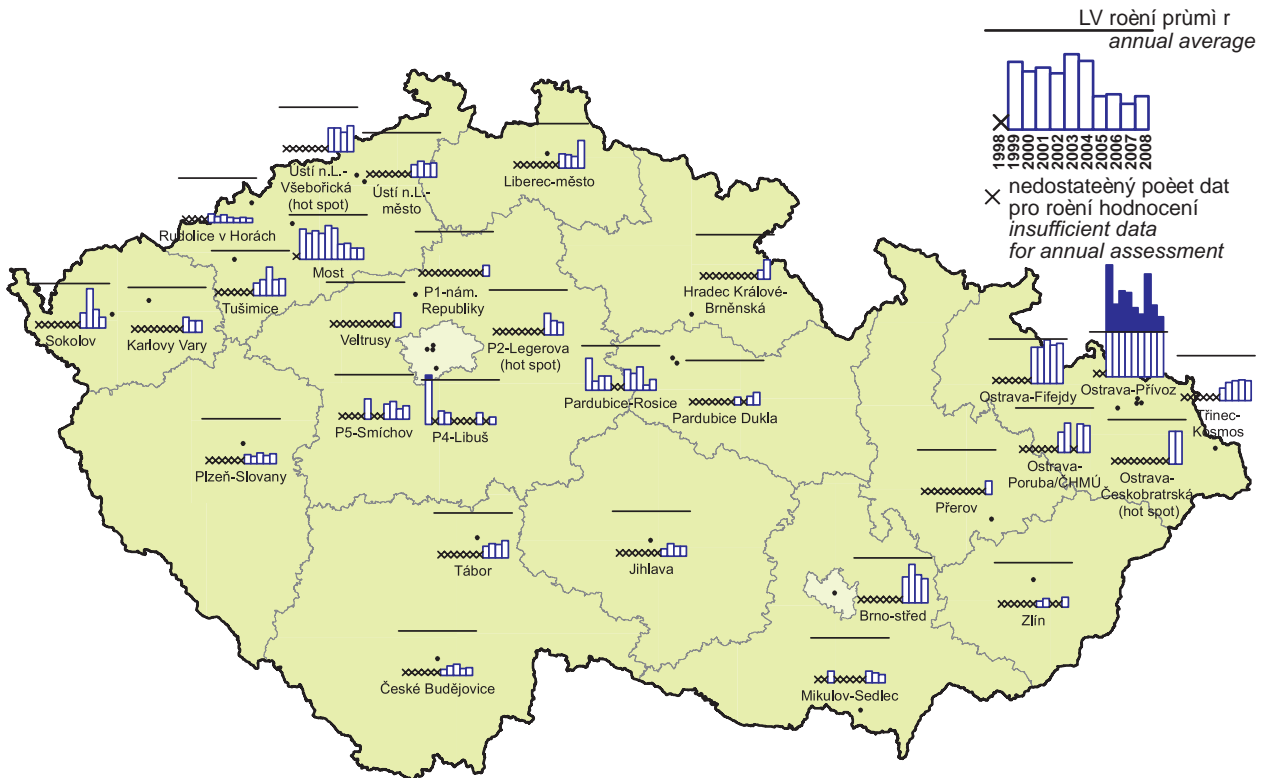 LV roèní prùmì r
annual average
1998
1999
2000
2001
2002
2003
2004
2005
2006
2007
2008
nedostateèný poèet dat
pro roèní hodnocení
insufficient data
for annual assessment
Ústí n.L.-
Všebořická
(hot spot)
Ústí n.L.-
město
Liberec-město
Rudolice v Horách
Most
Tušimice
Sokolov
Karlovy Vary
P1-nám.
Republiky
Veltrusy
P2-Legerova
(hot spot)
Hradec Králové-
Brněnská
Pardubice-Rosice
Pardubice Dukla
P5-Smíchov
P4-Libuš
Plzeň-Slovany
Ostrava-Fifejdy
Ostrava-Přívoz
Třinec-
Kosmos
Ostrava-
Poruba/ČHMÚ
Ostrava-
Českobratrská
(hot spot)
Přerov
Tábor
Jihlava
Brno-střed
Zlín
České Budějovice
Mikulov-Sedlec